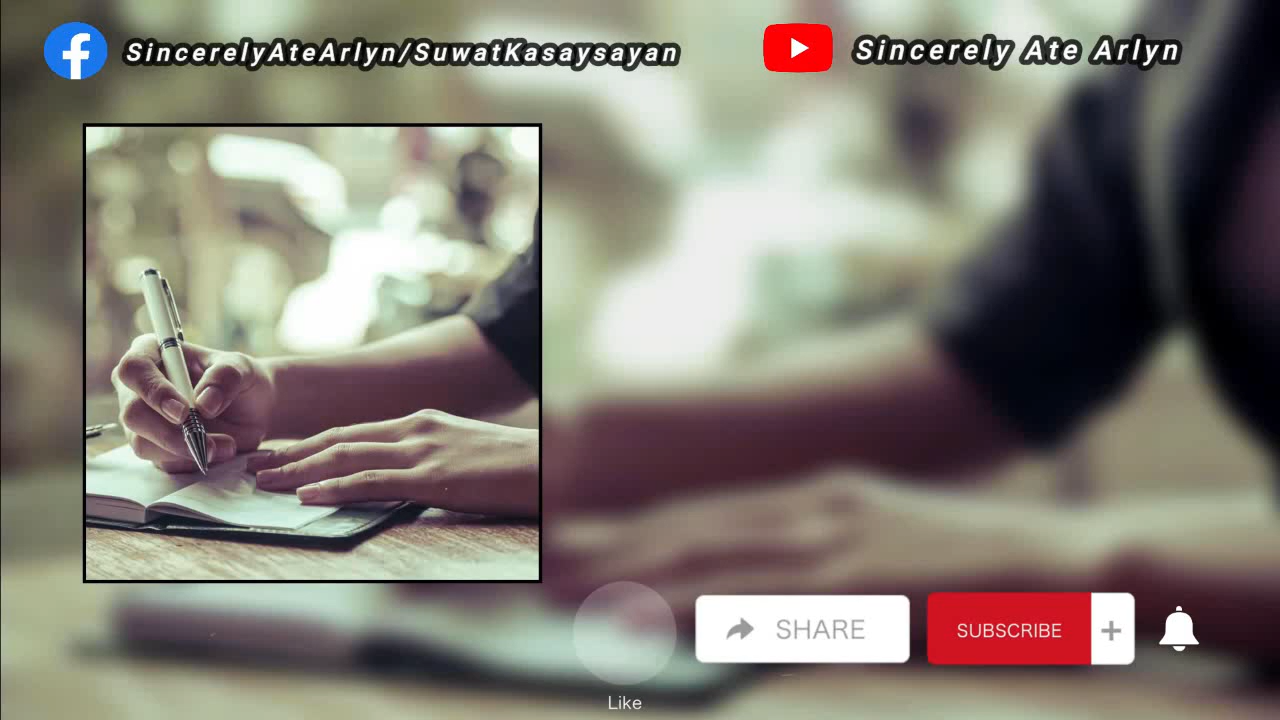 SincerelyAteArlyn/SuwatKasaysayan
Sincerely Ate Arlyn
SHARE
SUBSCRIBE +
Like